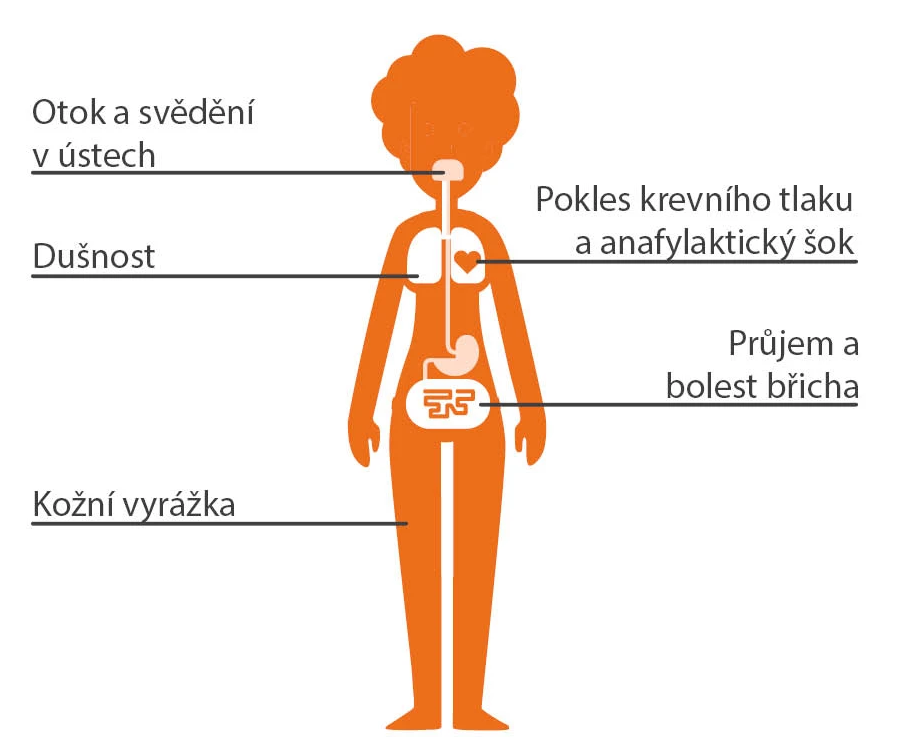 Otok a svědění
v ústech
Pokles krevního tlaku
a anafylaktický šok
Dušnost
Průjem a
bolest břicha
Kožní vyrážka